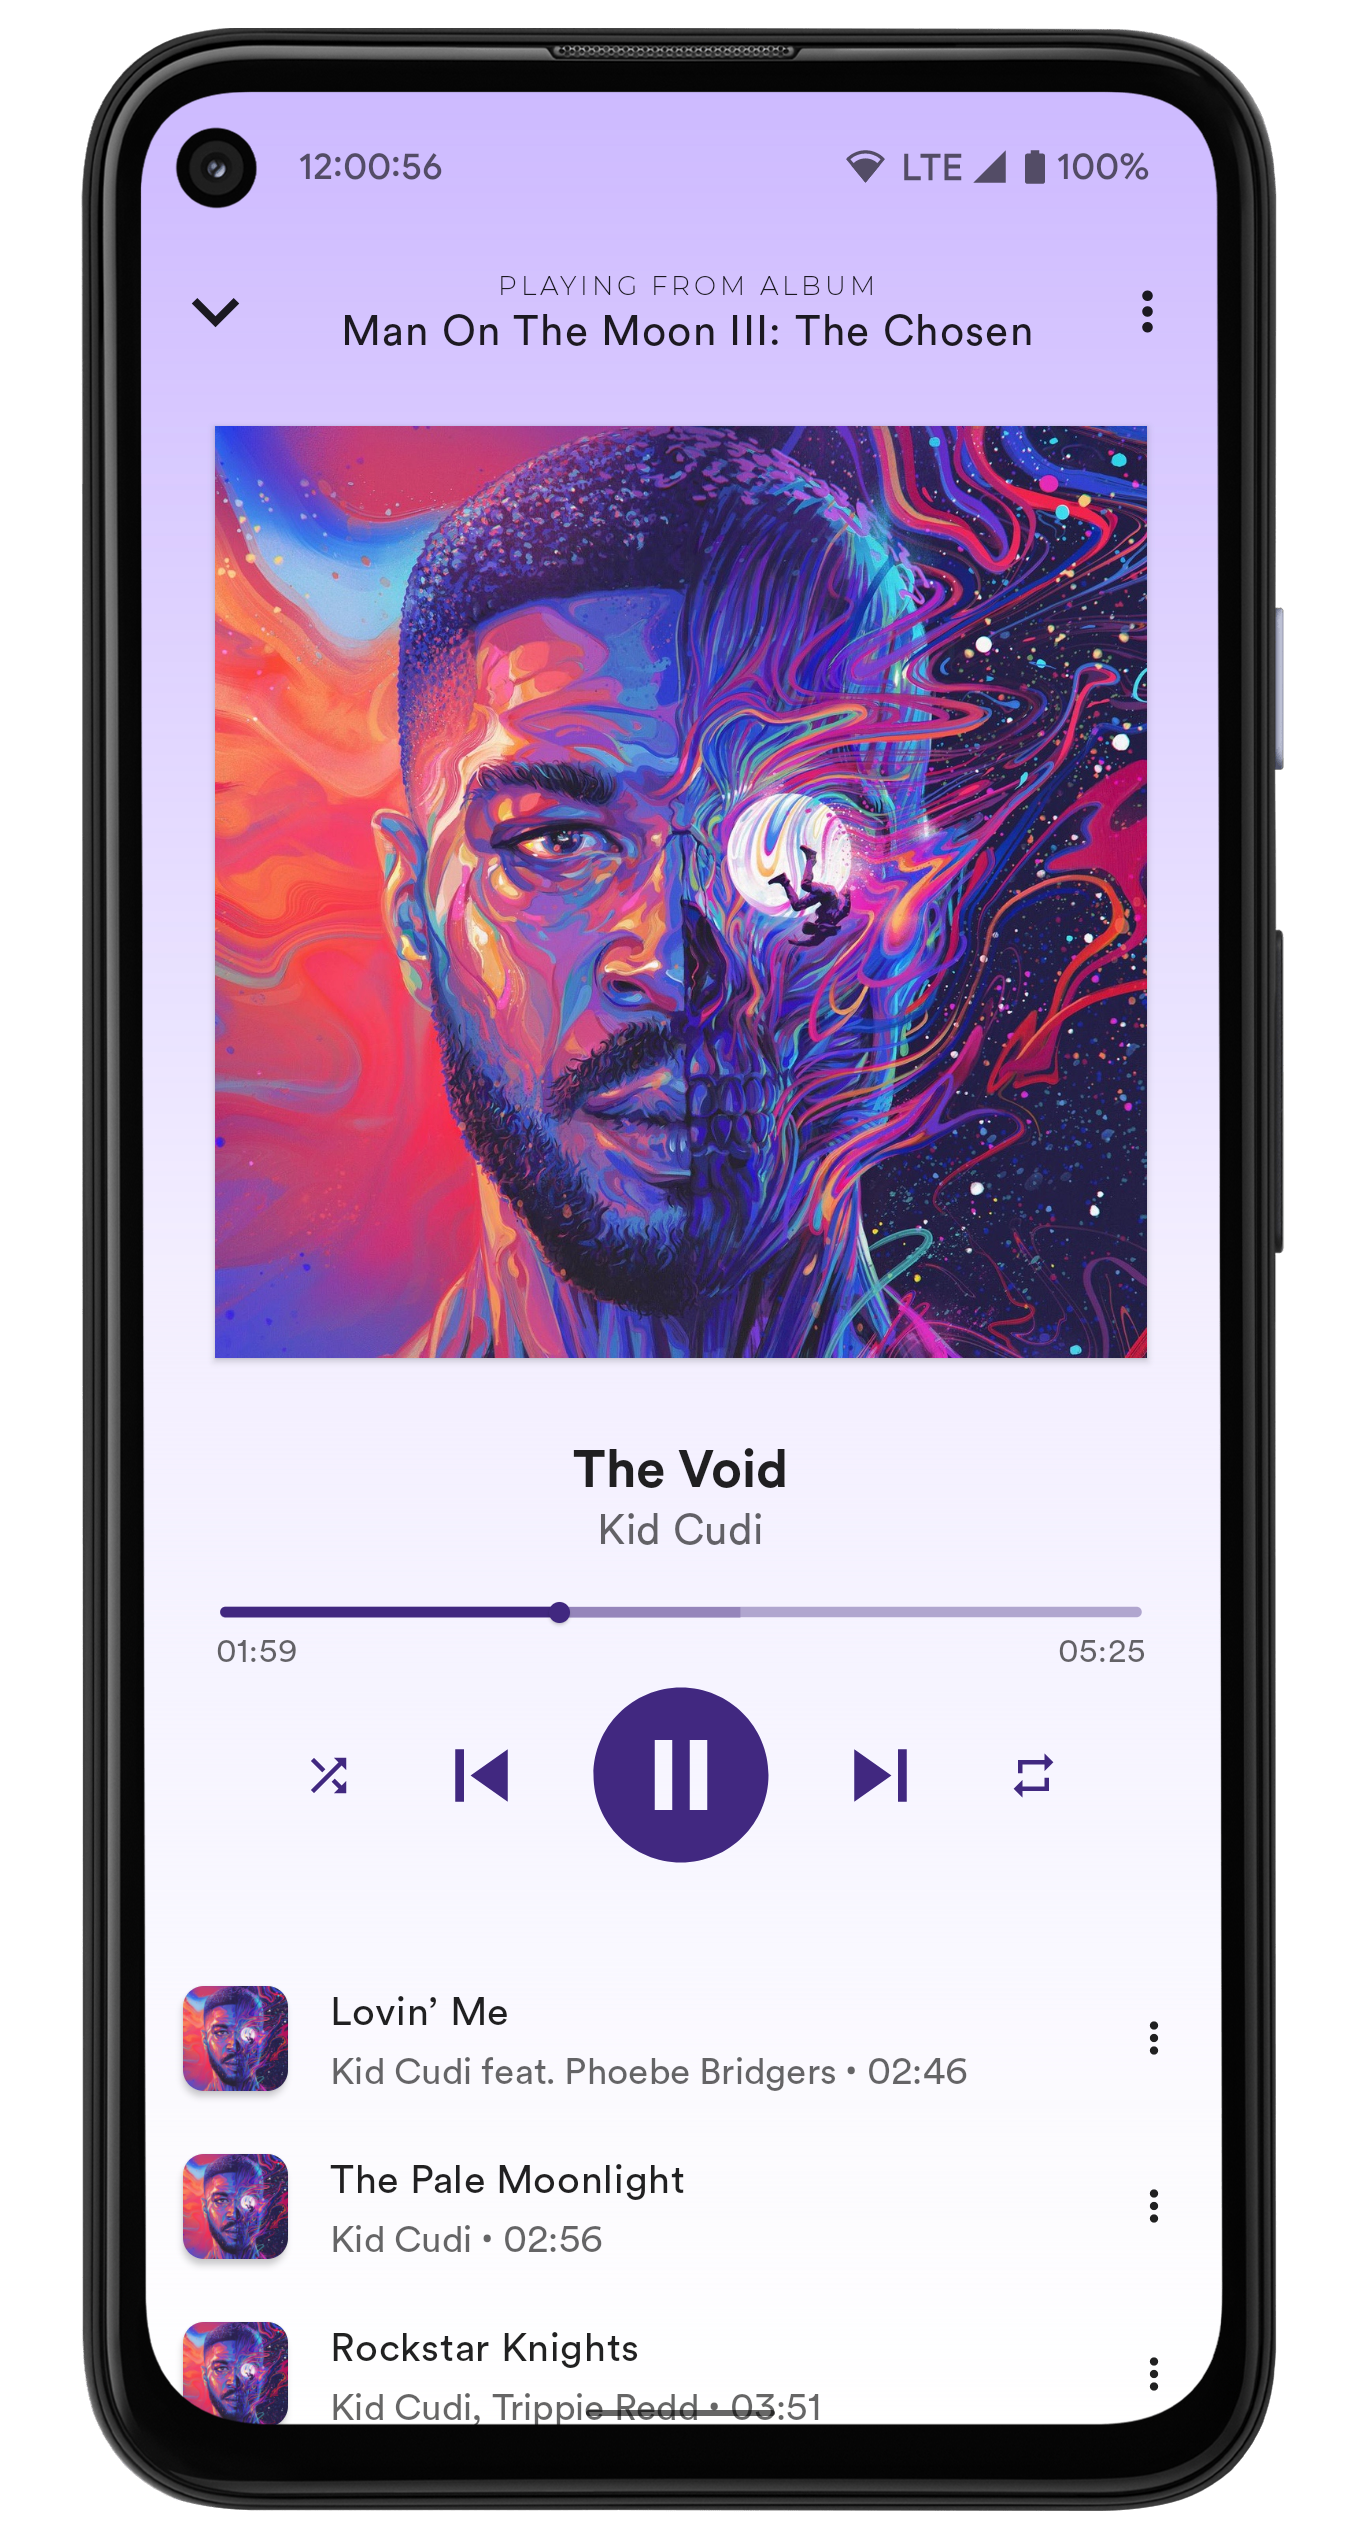 12:00:56 LTE 100%
PLAYING FROM ALBUM
Man On The Moon III: The Chosen
The Void
Kid Cudi
01:59 05:25
Lovin’ Me
Kid Cudi feat. Phoebe Bridgers • 02:46
The Pale Moonlight
Kid Cudi • 02:56
Rockstar Knights
Kid Cudi, Trippie Redd • 03:51